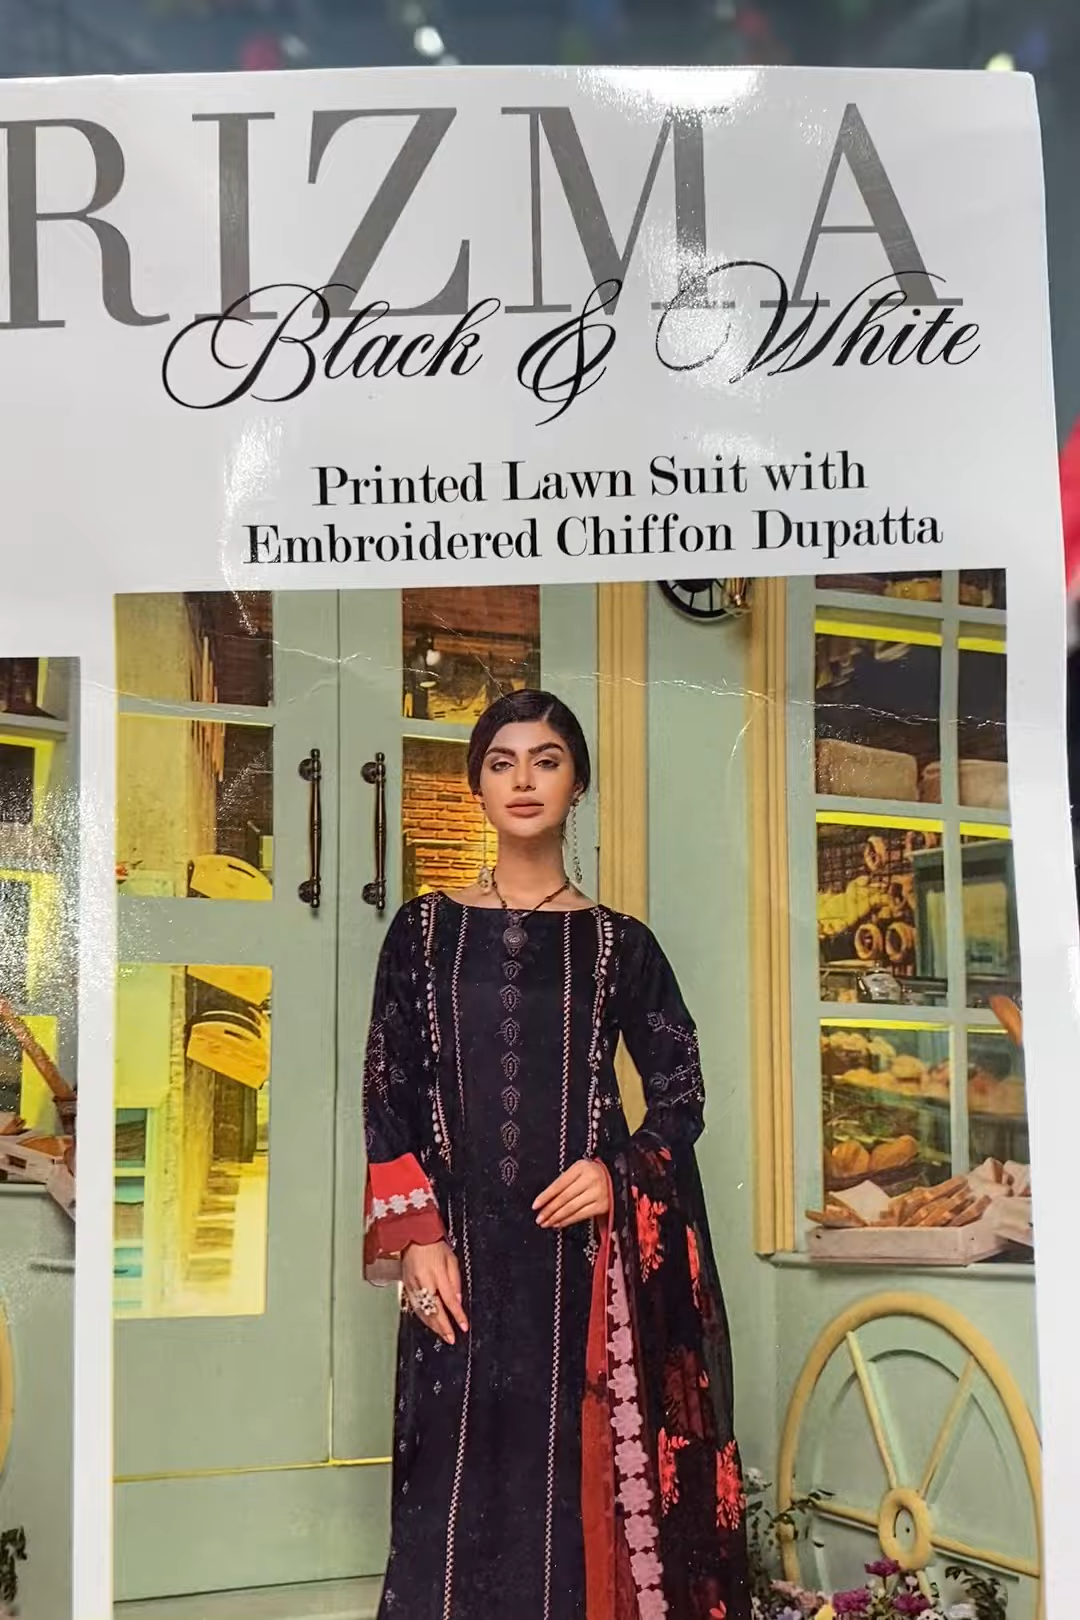 RIZMA
Black & White
Printed Lawn Suit with
Embroidered Chiffon Dupatta